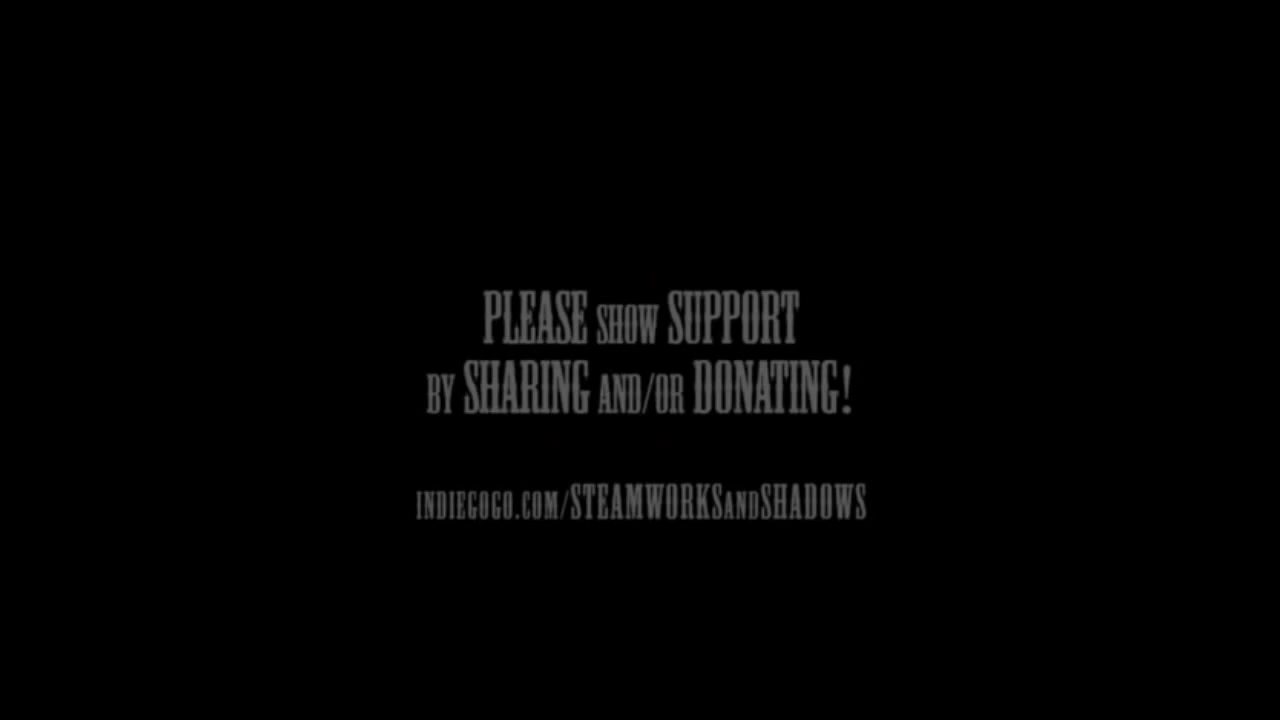 PLEASE SHOW SUPPORT
BY SHARING AND/OR DONATING!
INDIEGOGO.COM/STEAMWORKSANDSHADOWS